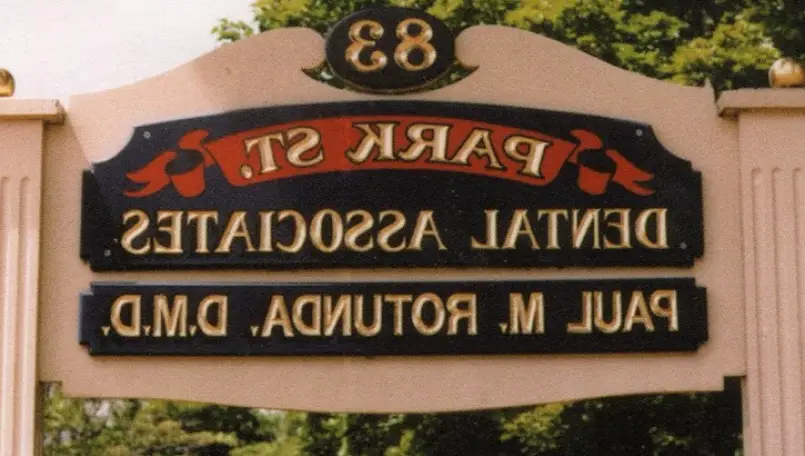 83
PARK ST.
DENTAL ASSOCIATES
PAUL M. ROTUNDA, D.M.D.